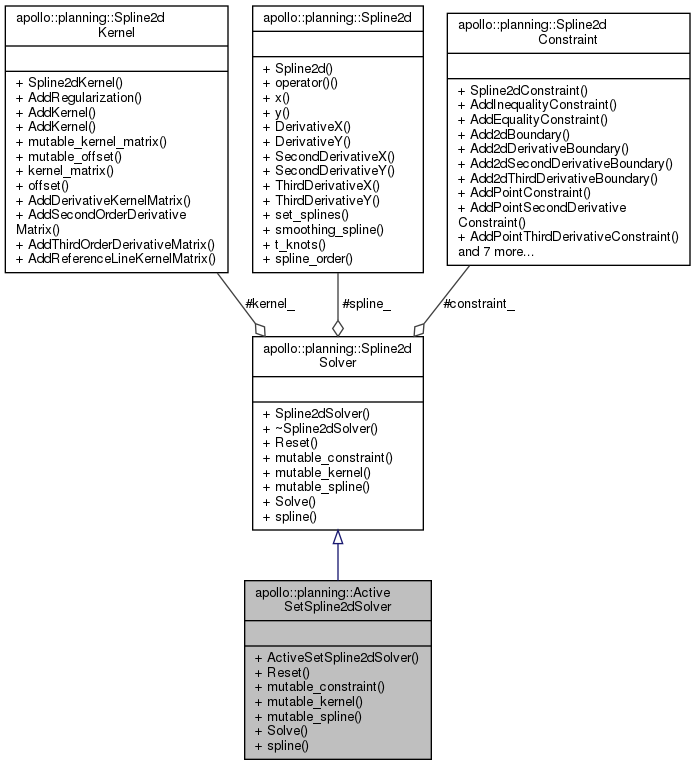 apollo::planning::Spline2d
Kernel
+ Spline2dKernel()
+ AddRegularization()
+ AddKernel()
+ AddKernel()
+ mutable_kernel_matrix()
+ mutable_offset()
+ kernel_matrix()
+ offset()
+ AddDerivativeKernelMatrix()
+ AddSecondOrderDerivative
Matrix()
+ AddThirdOrderDerivativeMatrix()
+ AddReferenceLineKernelMatrix()
apollo::planning::Spline2d
+ Spline2d()
+ operator()()
+ x()
+ y()
+ DerivativeX()
+ DerivativeY()
+ SecondDerivativeX()
+ SecondDerivativeY()
+ ThirdDerivativeX()
+ ThirdDerivativeY()
+ set_splines()
+ smoothing_spline()
+ t_knots()
+ spline_order()
apollo::planning::Spline2d
Constraint
+ Spline2dConstraint()
+ AddInequalityConstraint()
+ AddEqualityConstraint()
+ Add2dBoundary()
+ Add2dDerivativeBoundary()
+ Add2dSecondDerivativeBoundary()
+ Add2dThirdDerivativeBoundary()
+ AddPointConstraint()
+ AddPointSecondDerivative
Constraint()
+ AddPointThirdDerivativeConstraint()
and 7 more...
#kernel_
#spline_
#constraint_
apollo::planning::Spline2d
Solver
+ Spline2dSolver()
+ ~Spline2dSolver()
+ Reset()
+ mutable_constraint()
+ mutable_kernel()
+ mutable_spline()
+ Solve()
+ spline()
apollo::planning::Active
SetSpline2dSolver
+ ActiveSetSpline2dSolver()
+ Reset()
+ mutable_constraint()
+ mutable_kernel()
+ mutable_spline()
+ Solve()
+ spline()